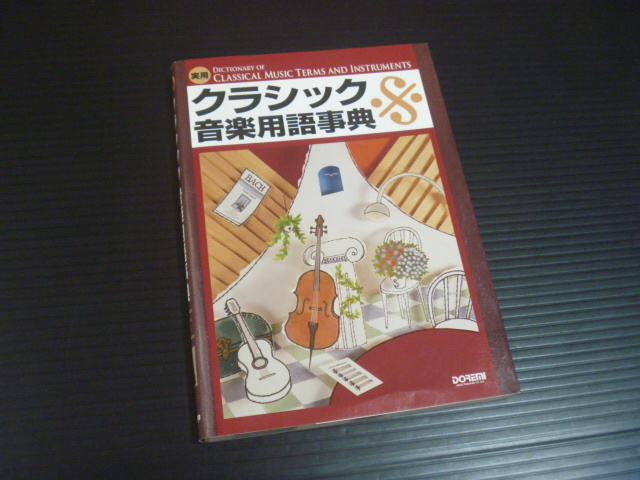 実用
DICTIONARY OF
CLASSICAL MUSIC TERMS AND INSTRUMENTS
クラシック
音楽用語事典
BACH
DOREMI